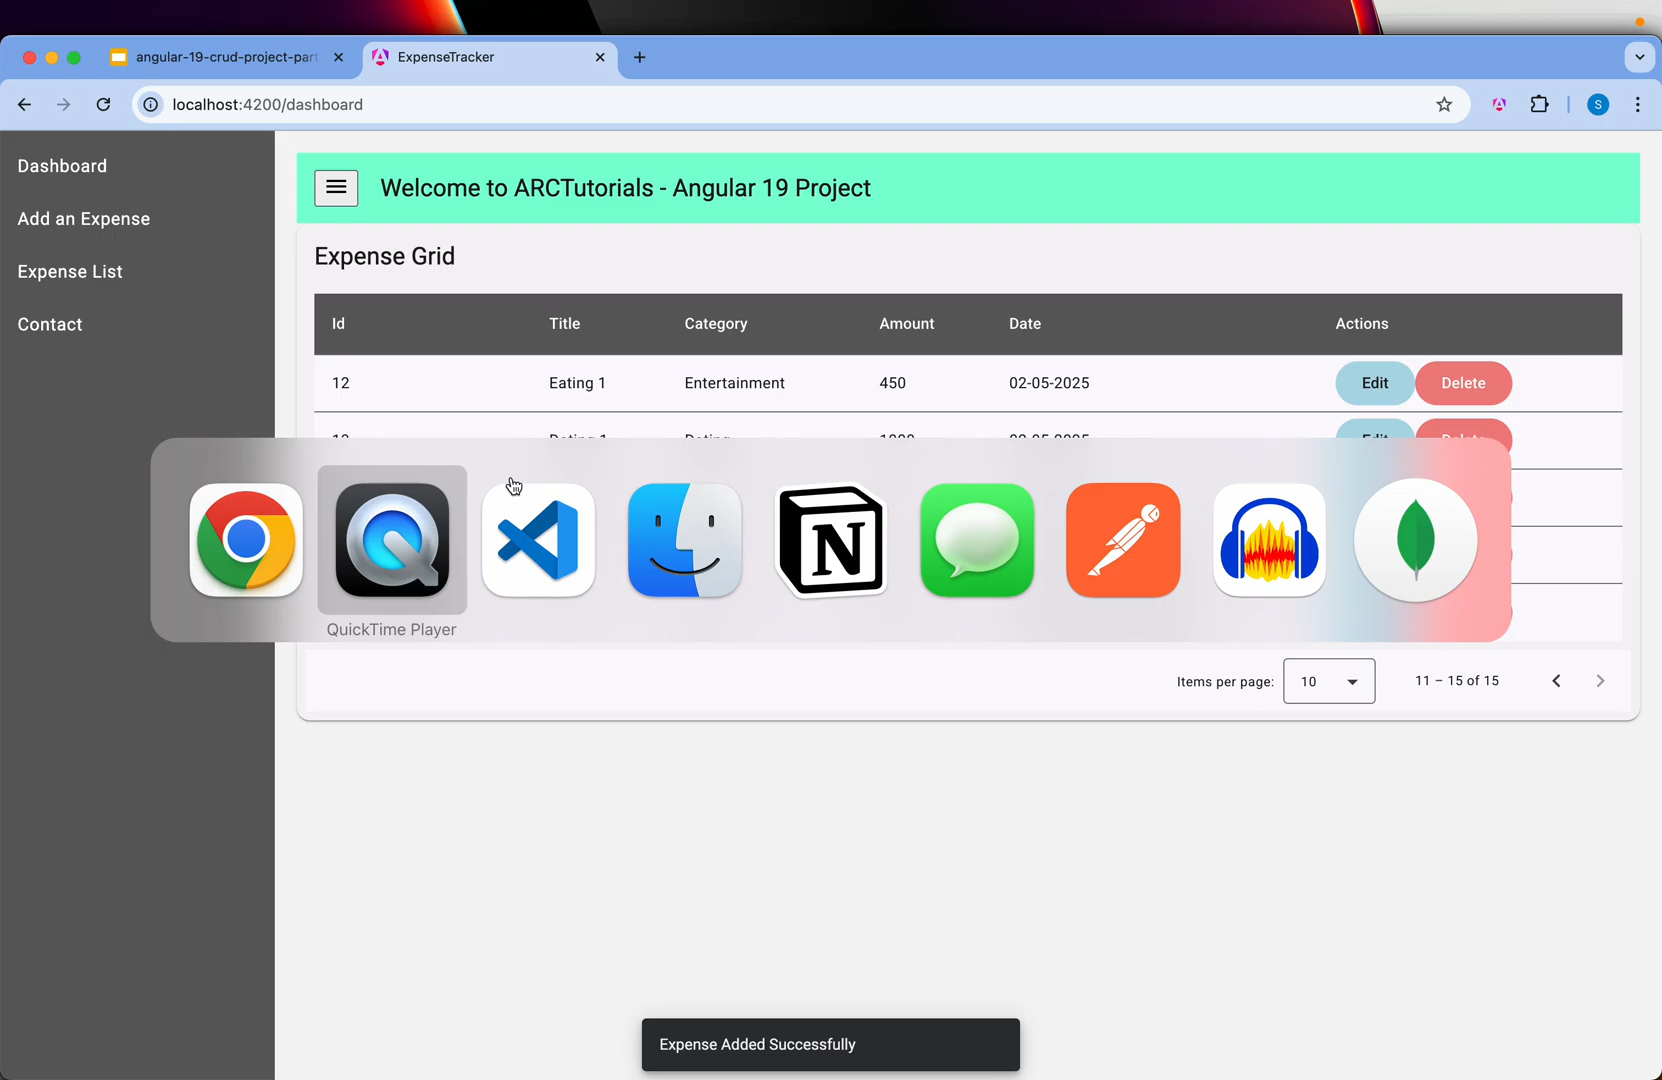 angular-19-crud-project-part
ExpenseTracker
localhost:4200/dashboard
S
Dashboard
Add an Expense
Expense List
Contact
Welcome to ARCTutorials - Angular 19 Project
Expense Grid
Id Title Category Amount Date Actions
12 Eating 1 Entertainment 450 02-05-2025 Edit Delete
N
QuickTime Player
Items per page: 10 11 – 15 of 15
Expense Added Successfully